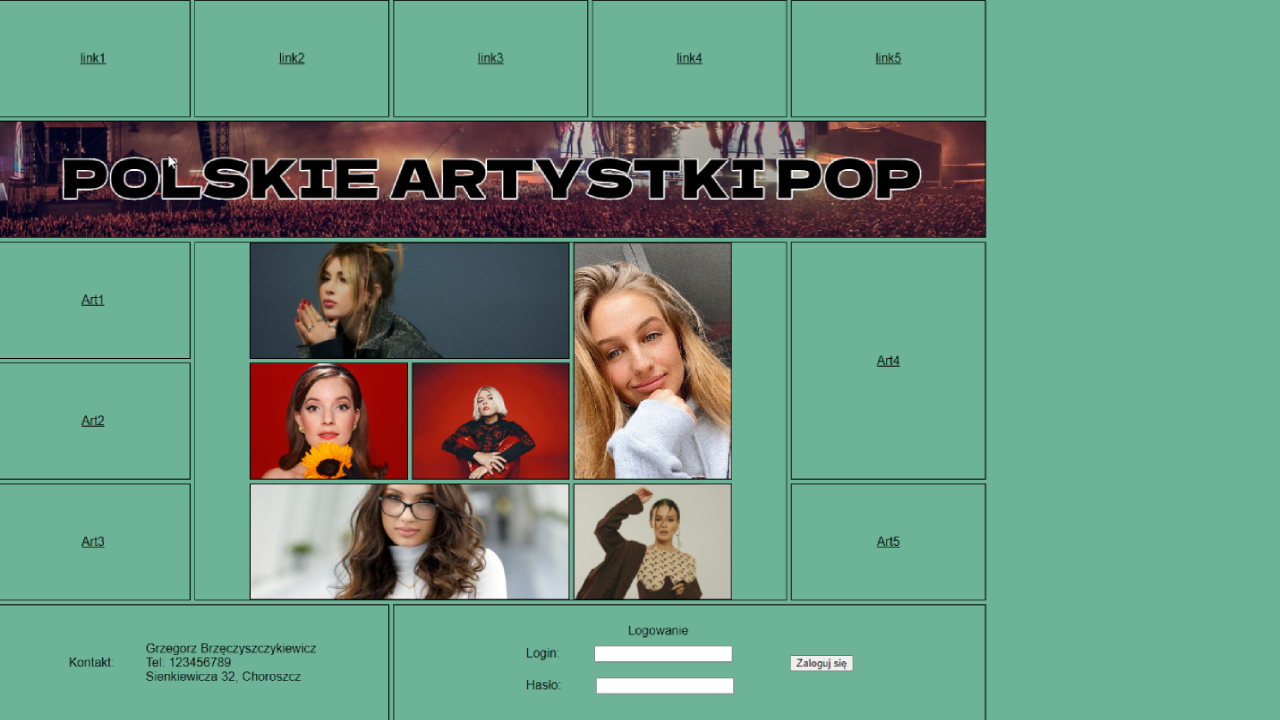 link1
link2
link3
link4
link5
POLSKIE ARTYSTKI POP
Art1
Art4
Art2
Art3
Art5
Kontakt:
Grzegorz Brzęczyszczykiewicz
Tel: 123456789
Sienkiewicza 32, Choroszcz
Logowanie
Login:
Hasło:
Zaloguj się